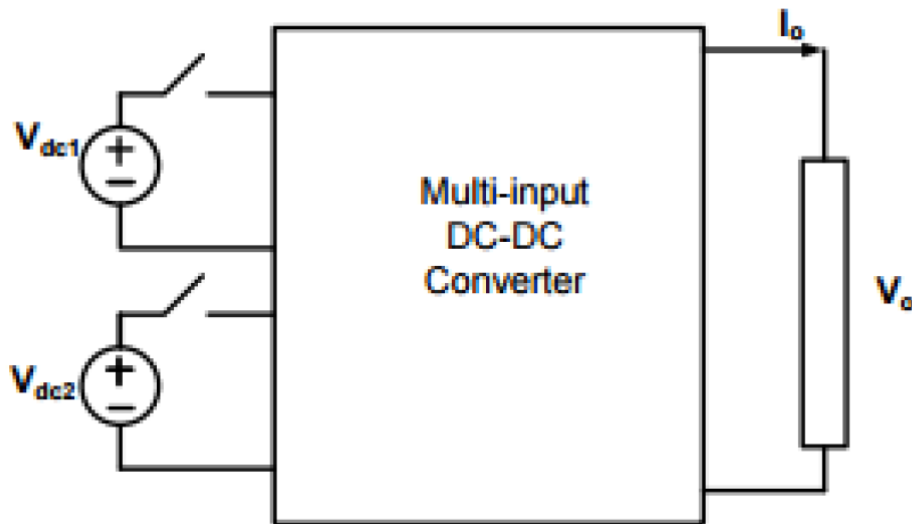 Io
Vdc1
Multi-input
DC-DC
Converter
Vo
Vdc2